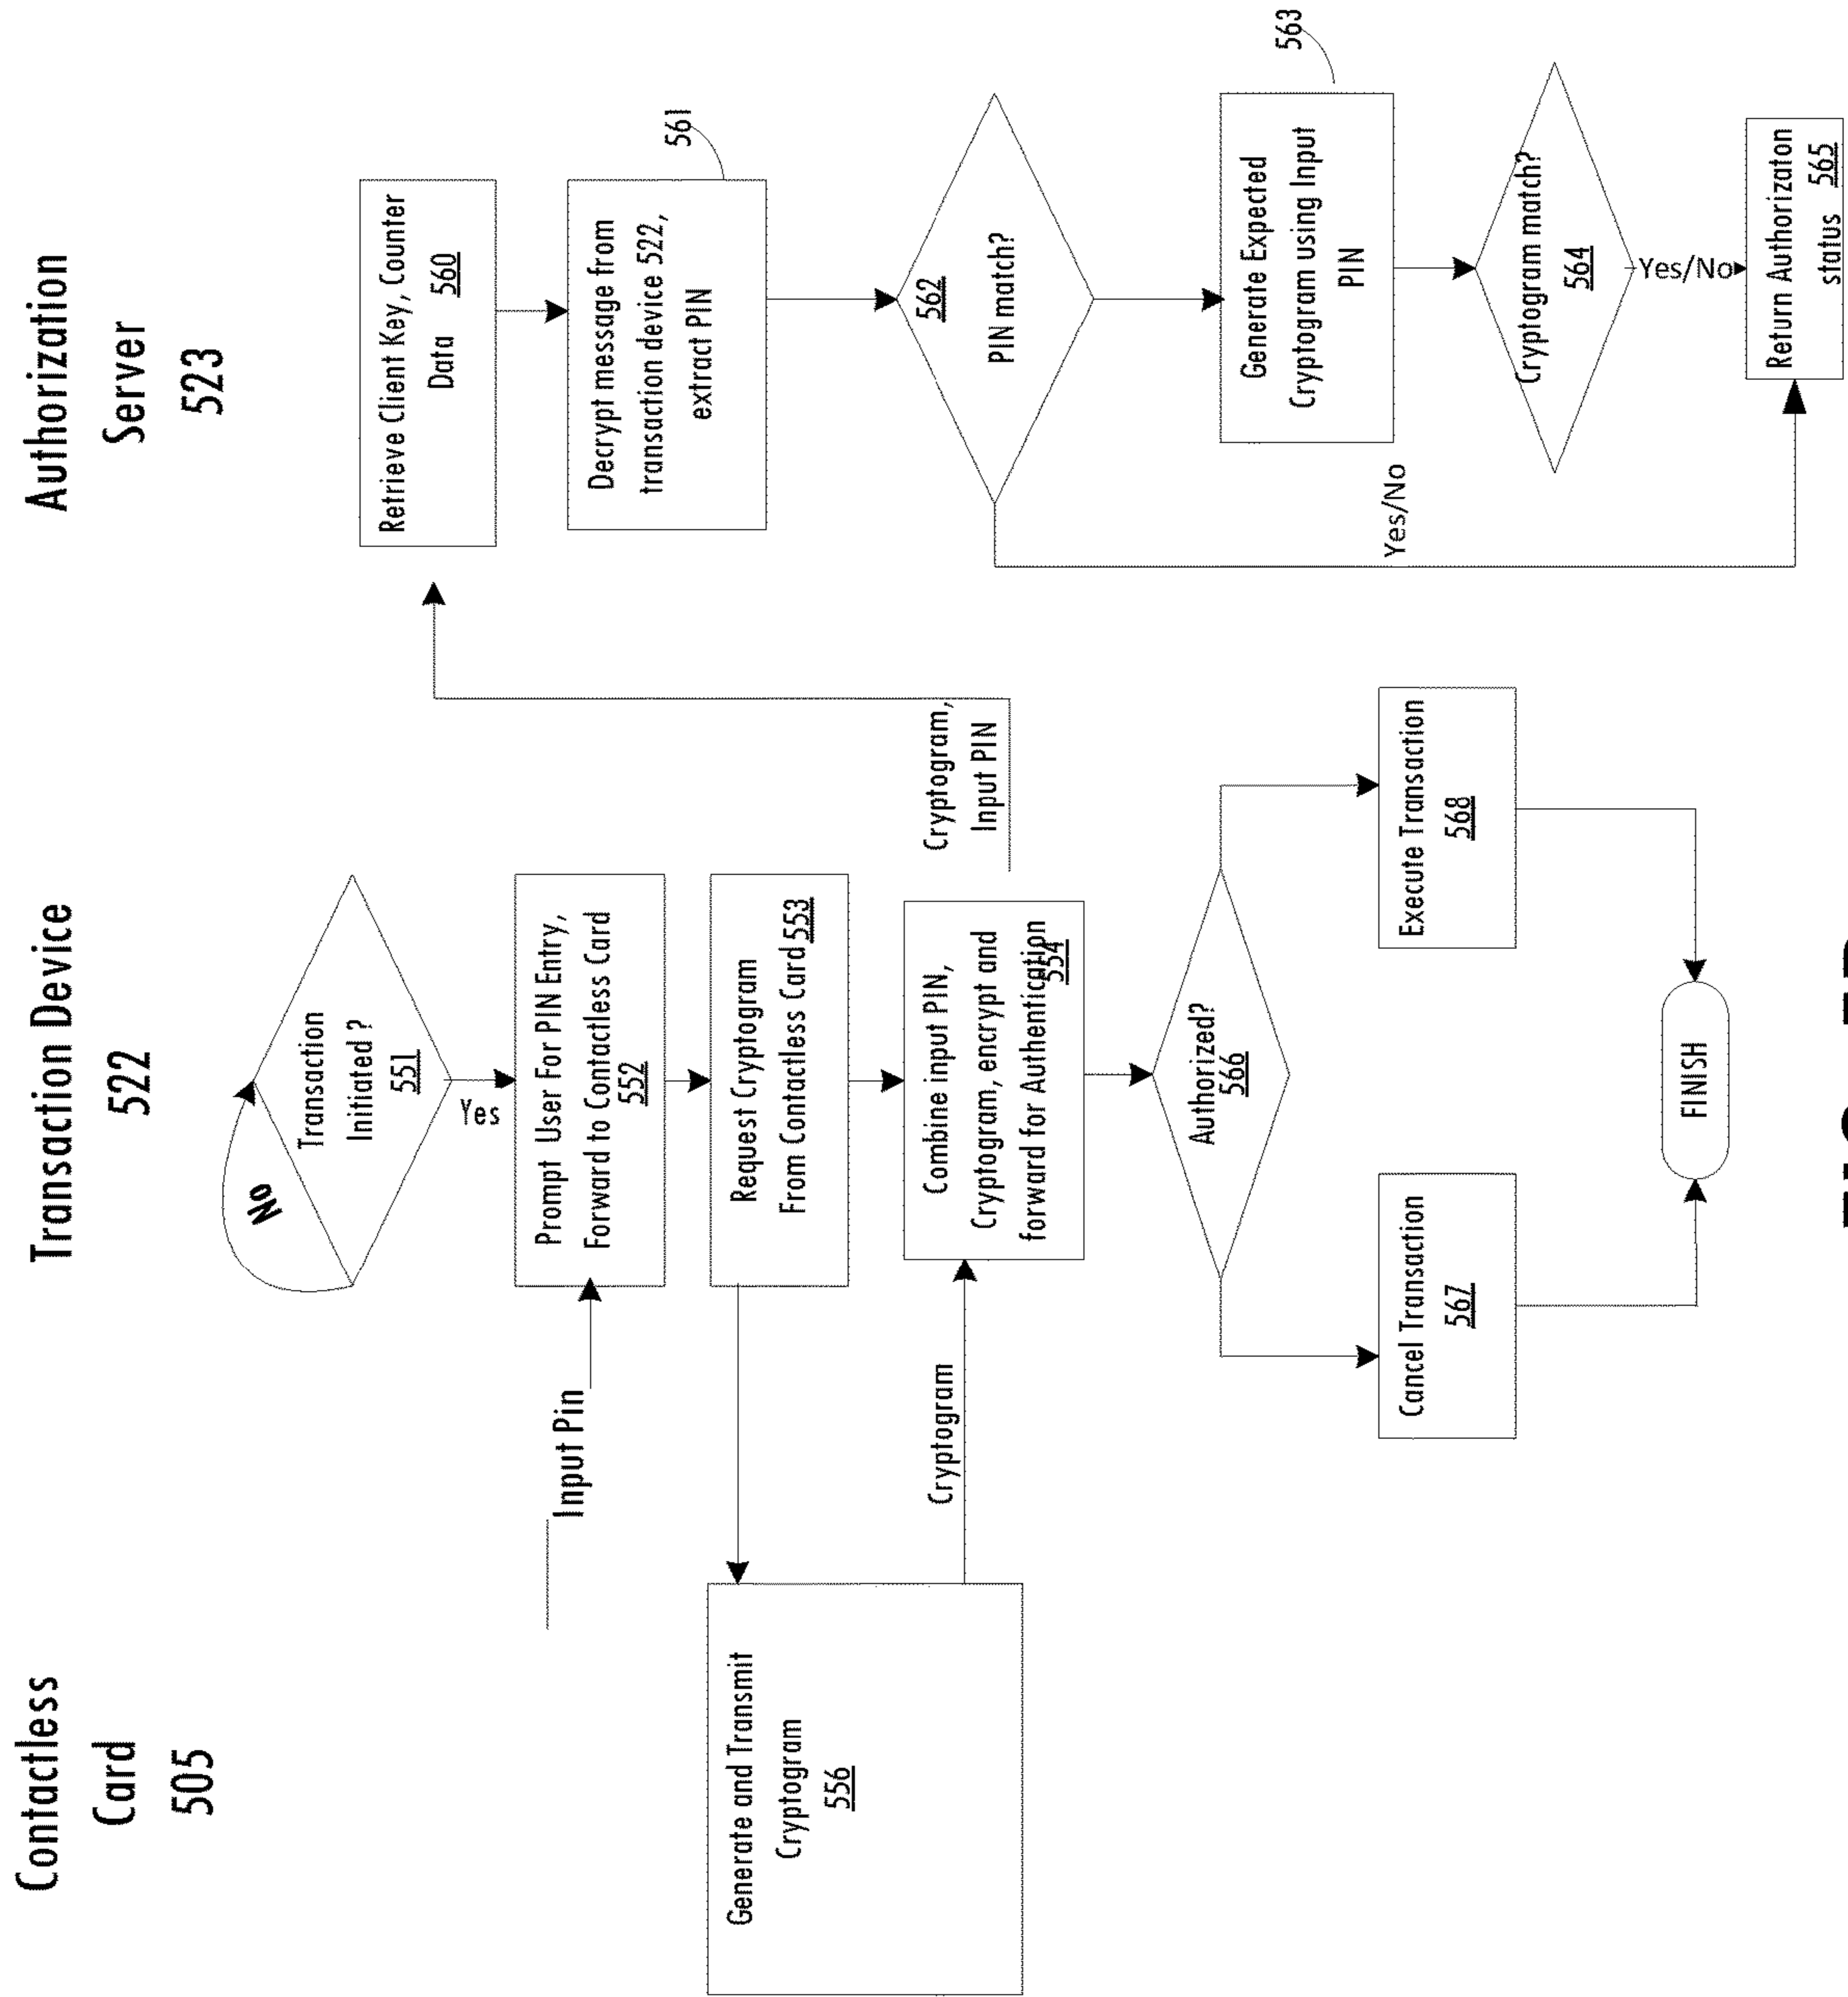 Contactless
Card
505
Transaction Device
522
Authorization
Server
523
Transaction
Initiated ?
551
No
Yes
Input Pin
Prompt User For PIN Entry,
Forward to Contactless Card
552
Request Cryptogram
From Contactless Card 553
Generate and Transmit
Cryptogram
556
Cryptogram
Combine input PIN,
Cryptogram, encrypt and
forward for Authentication
554
Cryptogram,
Input PIN
Authorized?
566
Cancel Transaction
567
Execute Transaction
568
FINISH
Retrieve Client Key, Counter
Data 560
Decrypt message from
transaction device 522,
extract PIN
561
562
PIN match?
Generate Expected
Cryptogram using Input
PIN
563
Cryptogram match?
564
Yes/No
Yes/No
Return Authorizaton
status 565